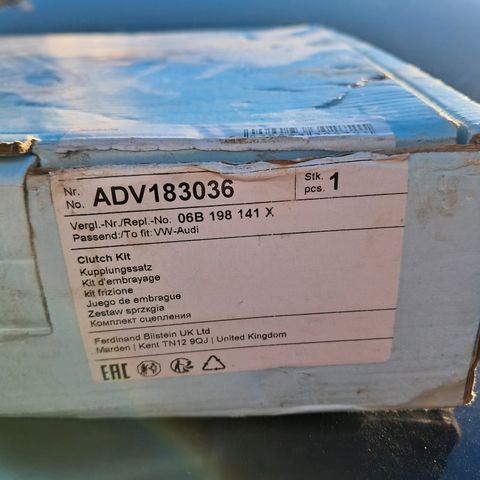 Nr.
No. ADV183036
Stk.
pcs. 1
Vergl.-Nr./Repl.-No. 06B 198 141 X
Passend:/To fit: VW-Audi
Clutch Kit
Kupplungssatz
Kit d'embrayage
kit frizione
Juego de embrague
Zestaw sprzxgia
Комплект сцепления
Ferdinand Bilstein UK Ltd
Marden | Kent TN12 9QJ | United Kingdom
EAC